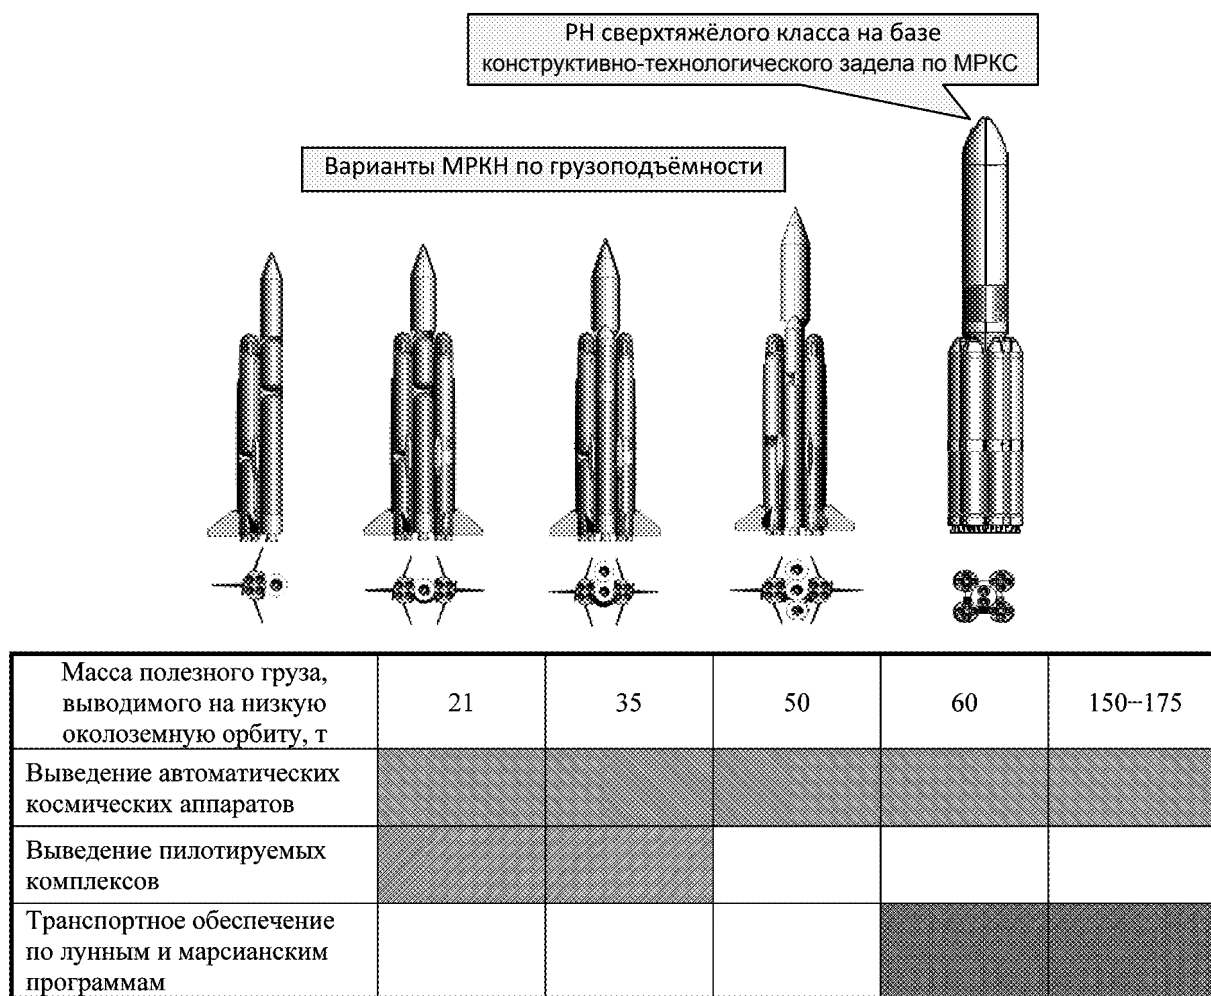 РН сверхтяжёлого класса на базе
конструктивно-технологического задела по МРКС
Варианты МРКН по грузоподъёмности
Масса полезного груза,
выводимого на низкую
околоземную орбиту, т
21
35
50
60
150–175
Выведение автоматических
космических аппаратов
Выведение пилотируемых
комплексов
Транспортное обеспечение
по лунным и марсианским
программам